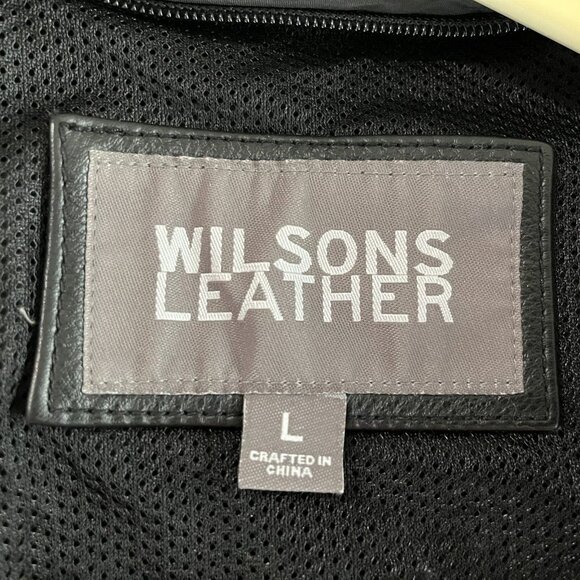 WILSONS
LEATHER
L
CRAFTED IN
CHINA